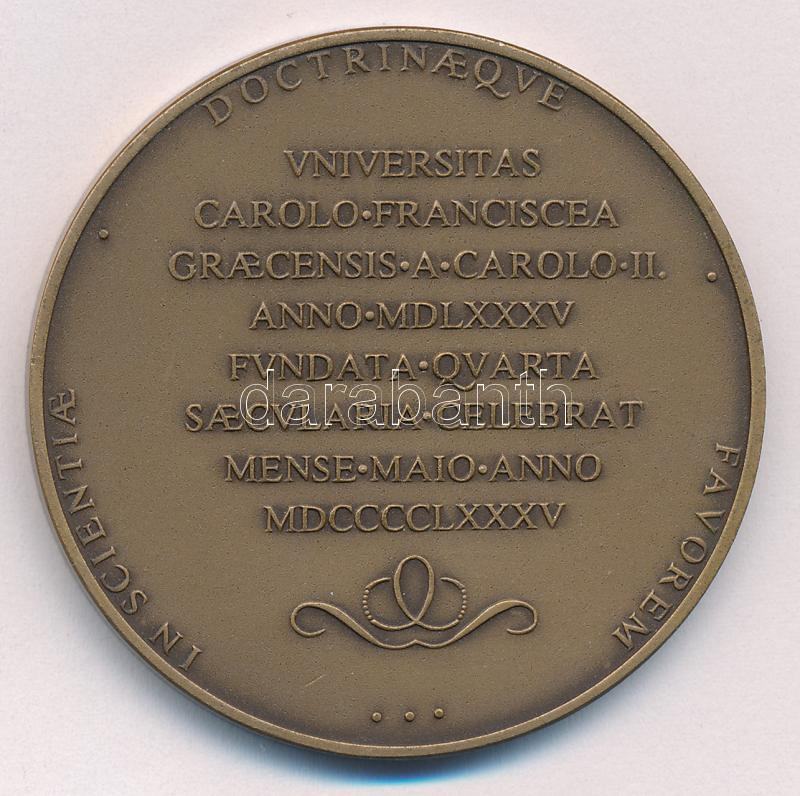 IN SCIENTIÆ · DOCTRINÆQVE · FAVOREM
VNIVERSITAS
CAROLO·FRANCISCEA
GRÆCENSIS·A·CAROLO·II.
ANNO·MDLXXXV
FVNDATA·QVARTA
SÆCVLARIA·CELEBRAT
MENSE·MAIO·ANNO
MDCCCCLXXXV
darabanth